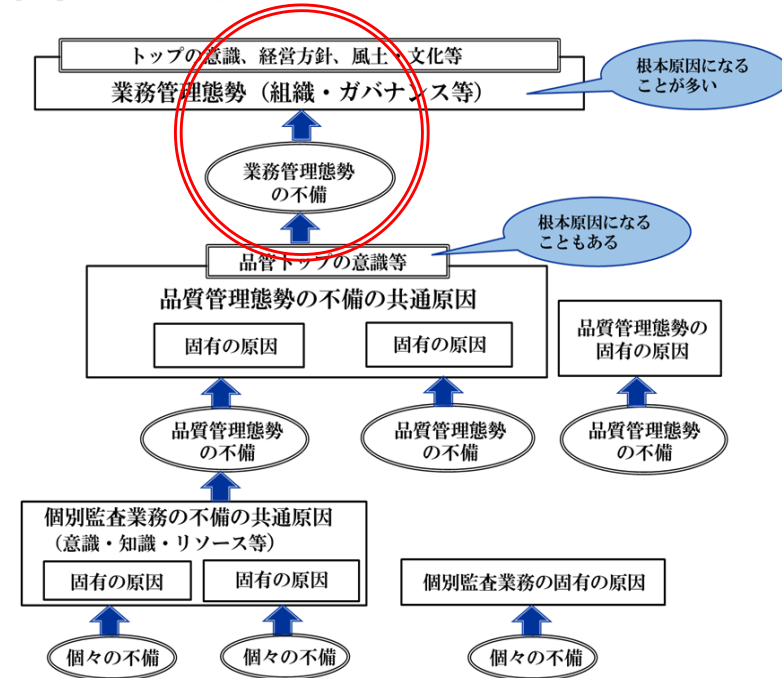 トップの意識、経営方針、風土・文化等
業務管理態勢（組織・ガバナンス等）
根本原因になる
ことが多い
業務管理態勢
の不備
根本原因になる
こともある
品管トップの意識等
品質管理態勢の不備の共通原因
固有の原因
固有の原因
品質管理態勢の
固有の原因
品質管理態勢
の不備
品質管理態勢
の不備
品質管理態勢
の不備
個別監査業務の不備の共通原因
（意識・知識・リソース等）
固有の原因
固有の原因
個別監査業務の固有の原因
個々の不備
個々の不備
個々の不備